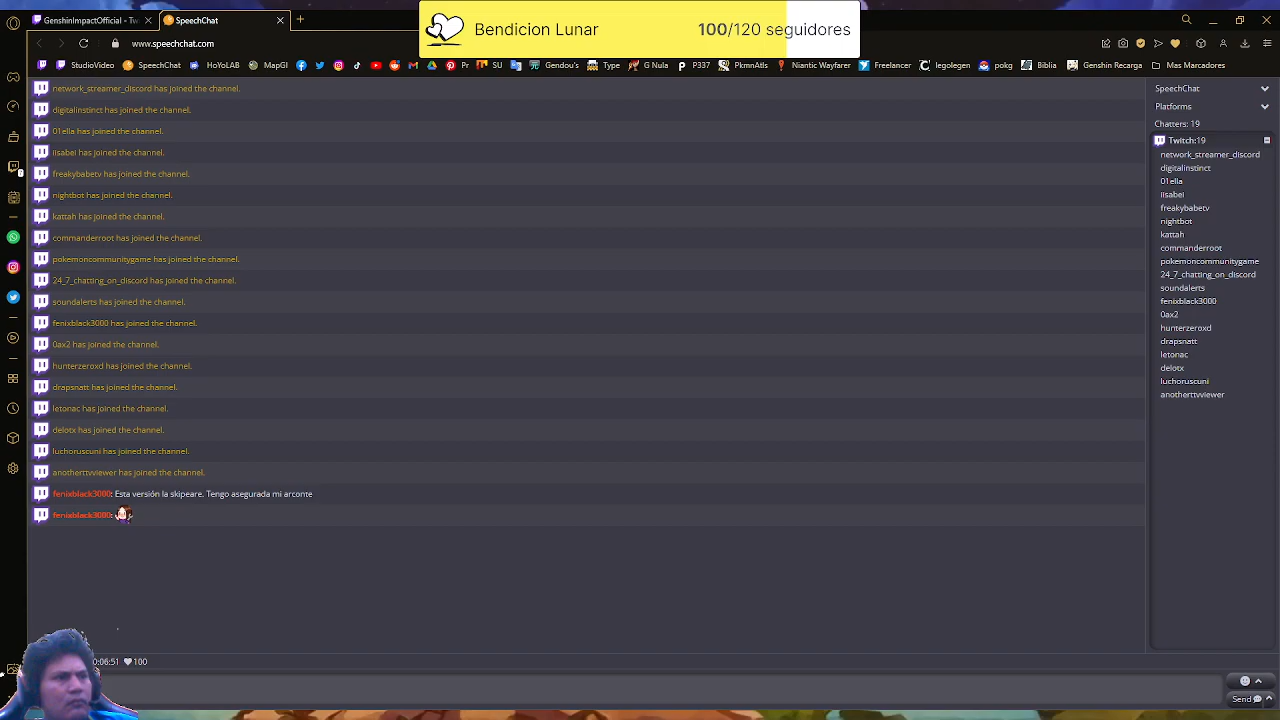 GenshinImpactOfficial - Tw
SpeechChat
Bendicion Lunar
100/120 seguidores
www.speechchat.com
StudioVideo
SpeechChat
HoYoLAB
MapGI
SU
Gendou's
Type
G Nula
P337
PkmnAtls
Niantic Wayfarer
Freelancer
legolegen
pokg
Biblia
Genshin Recarga
Mas Marcadores
network_streamer_discord has joined the channel.
digitalinstinct has joined the channel.
01ella has joined the channel.
iisabel has joined the channel.
freakybabetv has joined the channel.
nightbot has joined the channel.
kattah has joined the channel.
commanderroot has joined the channel.
pokemoncommunitygame has joined the channel.
24_7_chatting_on_discord has joined the channel.
soundalerts has joined the channel.
fenixblack3000 has joined the channel.
0ax2 has joined the channel.
hunterzeroxd has joined the channel.
drapsnatt has joined the channel.
letonac has joined the channel.
delotx has joined the channel.
luchoruscuni has joined the channel.
anotherttvviewer has joined the channel.
fenixblack3000: Esta versión la skipeare. Tengo asegurada mi arconte
fenixblack3000:
:06:51 100
SpeechChat
Platforms
Chatters: 19
Twitch:19
network_streamer_discord
digitalinstinct
01ella
iisabel
freakybabetv
nightbot
kattah
commanderroot
pokemoncommunitygame
24_7_chatting_on_discord
soundalerts
fenixblack3000
0ax2
hunterzeroxd
drapsnatt
letonac
delotx
luchoruscuni
anotherttvviewer
Send